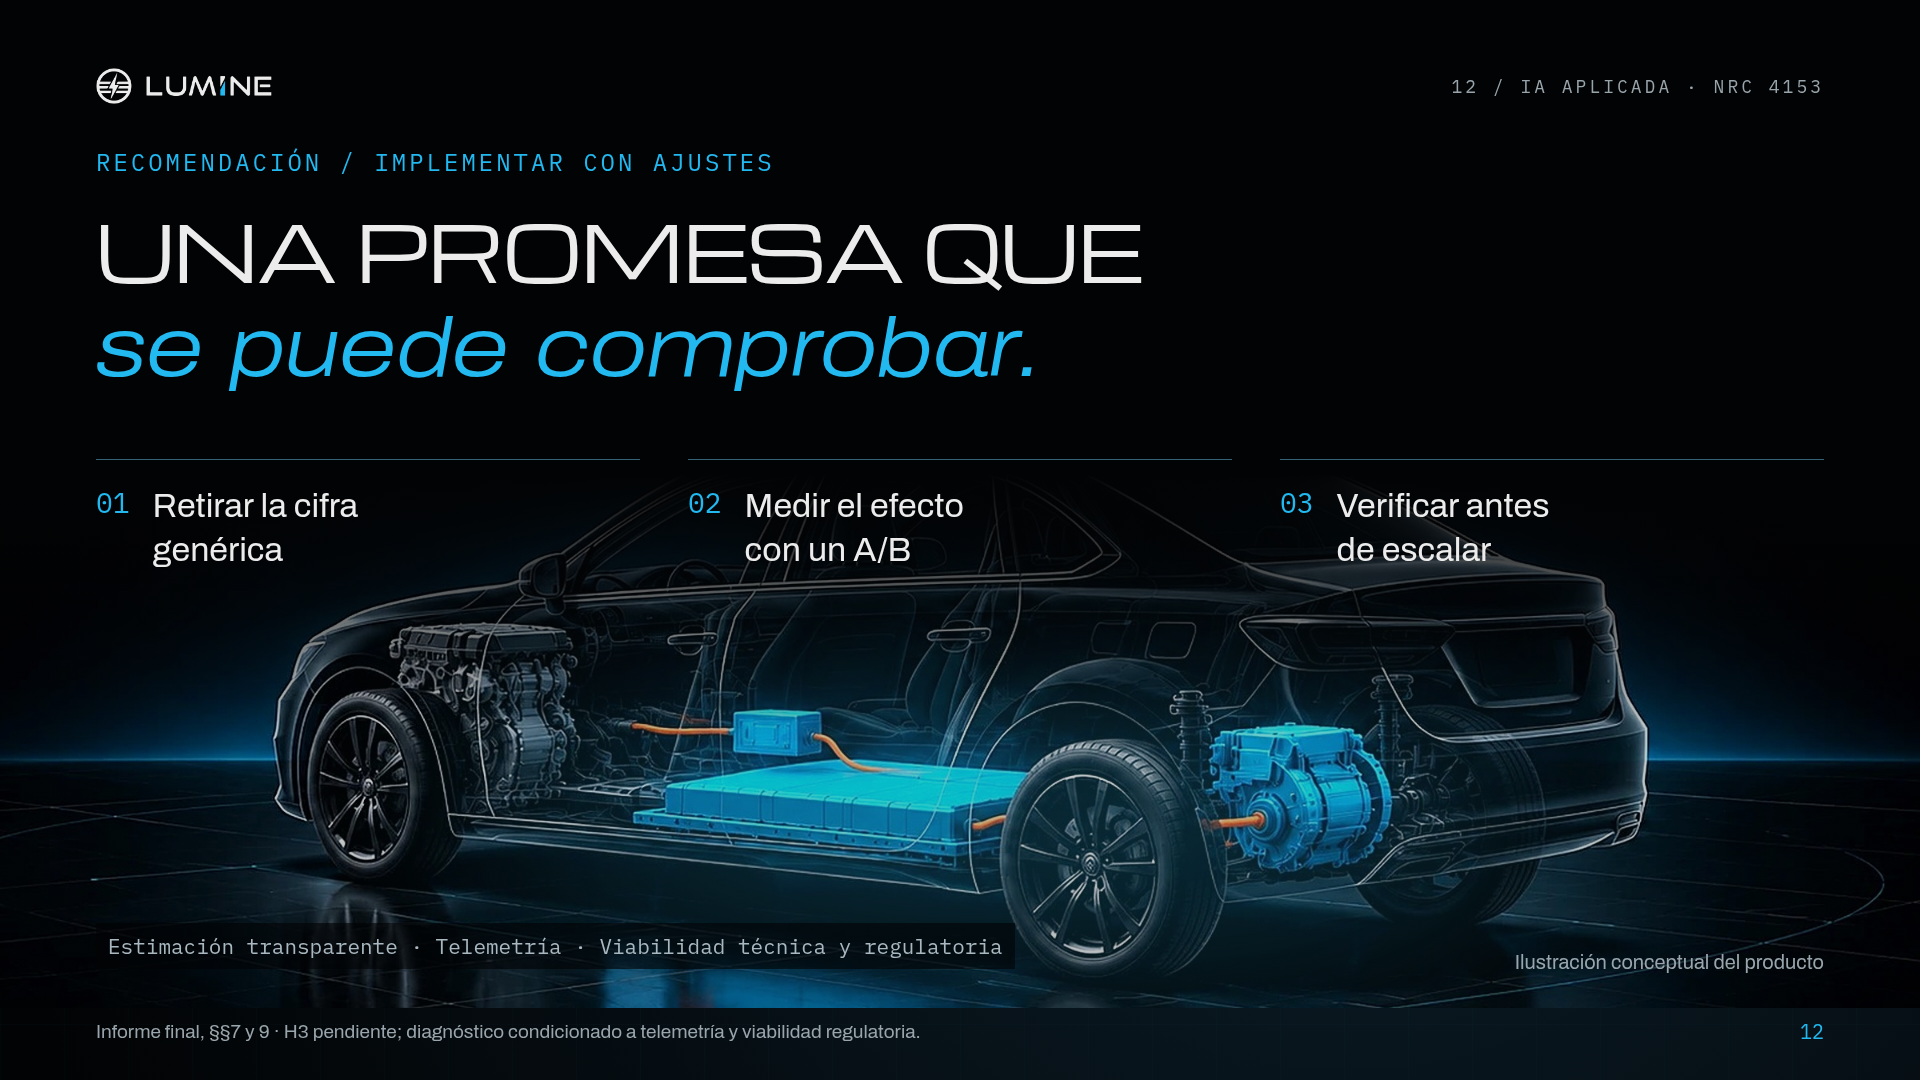 LUMINE
12 / IA APLICADA · NRC 4153
RECOMENDACIÓN / IMPLEMENTAR CON AJUSTES
UNA PROMESA QUE
se puede comprobar.
01 Retirar la cifra
genérica
02 Medir el efecto
con un A/B
03 Verificar antes
de escalar
Estimación transparente · Telemetría · Viabilidad técnica y regulatoria
Ilustración conceptual del producto
Informe final, §§7 y 9 · H3 pendiente; diagnóstico condicionado a telemetría y viabilidad regulatoria.
12